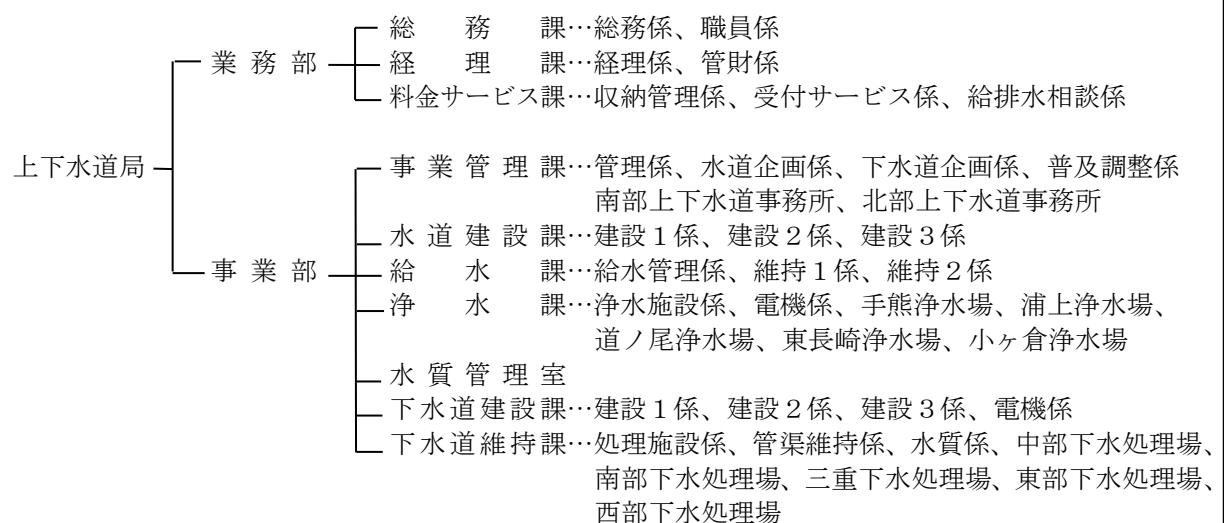 総務課…総務係、職員係
業務部
経理課…経理係、管財係
料金サービス課…収納管理係、受付サービス係、給排水相談係
上下水道局
事業管理課…管理係、水道企画係、下水道企画係、普及調整係
南部上下水道事務所、北部上下水道事務所
水道建設課…建設１係、建設２係、建設３係
事業部
給水課…給水管理係、維持１係、維持２係
浄水課…浄水施設係、電機係、手熊浄水場、浦上浄水場、
道ノ尾浄水場、東長崎浄水場、小ヶ倉浄水場
水質管理室
下水道建設課…建設１係、建設２係、建設３係、電機係
下水道維持課…処理施設係、管渠維持係、水質係、中部下水処理場、
南部下水処理場、三重下水処理場、東部下水処理場、
西部下水処理場